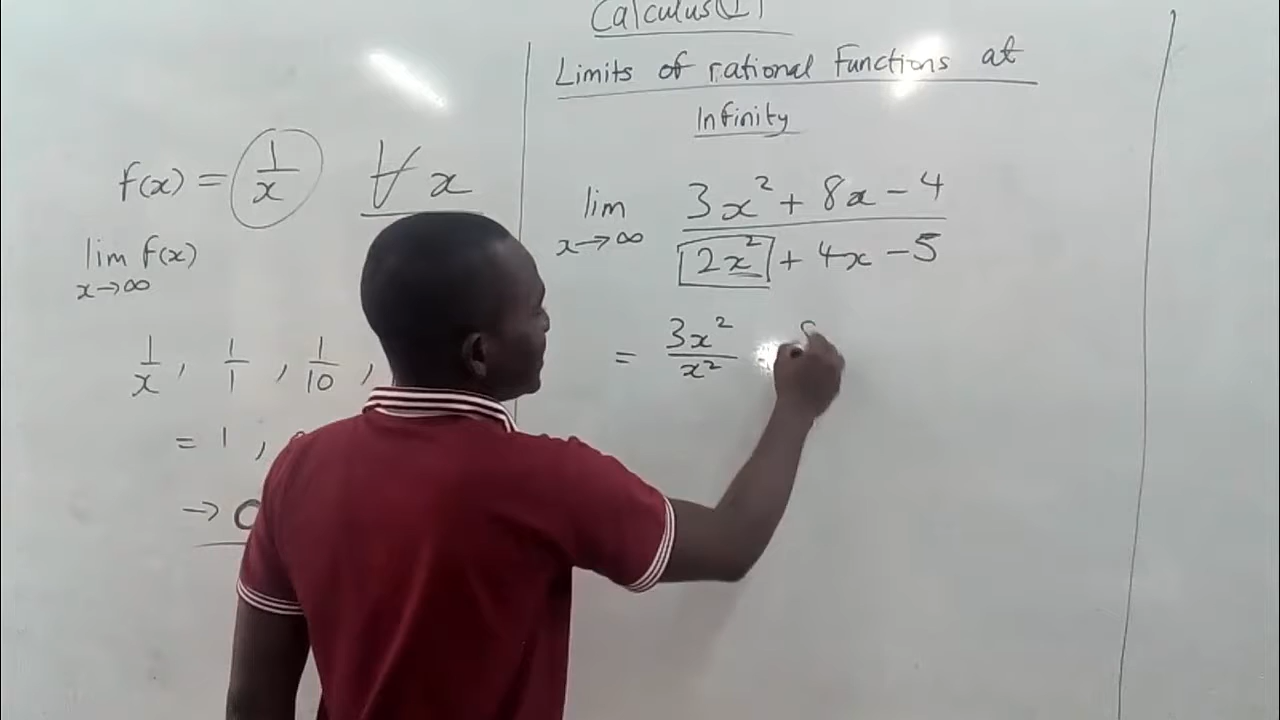 Calculus(I)
Limits of rational Functions at
Infinity
f(x) = 1/x ∀ x
lim f(x)
x→∞
1/x, 1/1, 1/10,
= 1,
→ 0
lim 3x² + 8x - 4
x→∞ 2x² + 4x - 5
= 3x²/x²